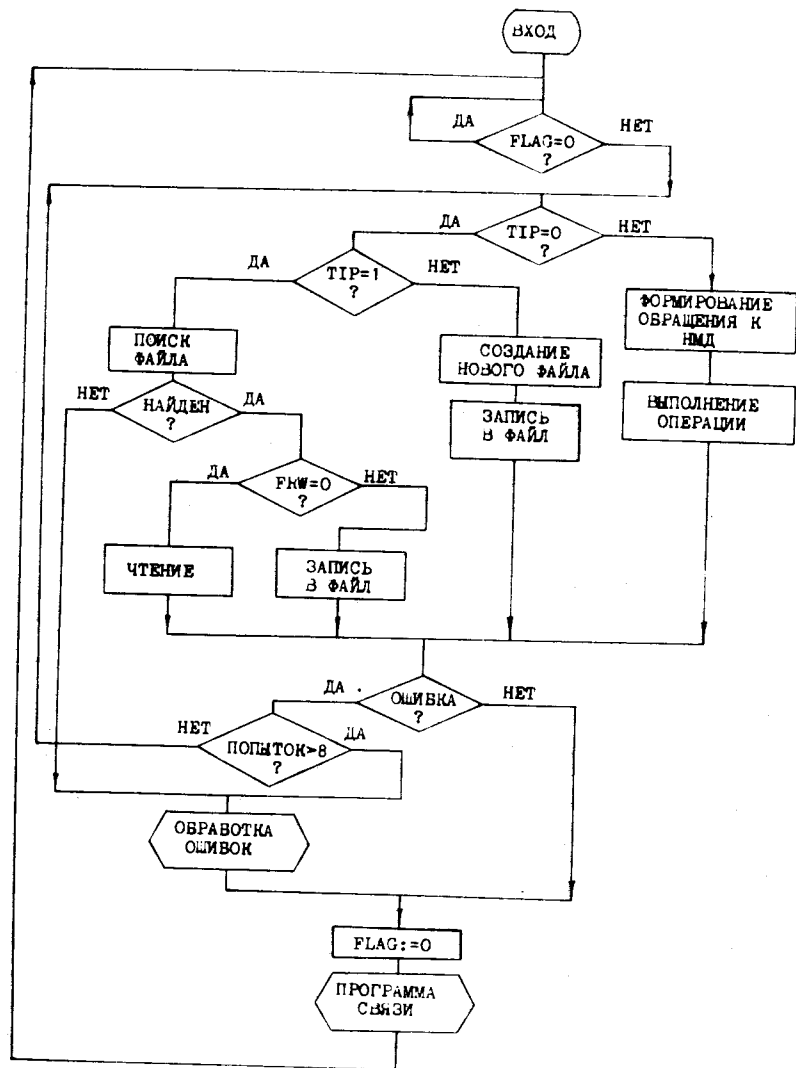 ВХОД
ДА
НЕТ
FLAG=0
?
ДА
НЕТ
TIP=0
?
ДА
НЕТ
TIP=1
?
ФОРМИРОВАНИЕ
ОБРАЩЕНИЯ К
НМД
ПОИСК
ФАЙЛА
СОЗДАНИЕ
НОВОГО ФАЙЛА
НЕТ
ДА
НАЙДЕН
?
ЗАПИСЬ
В ФАЙЛ
ВЫПОЛНЕНИЕ
ОПЕРАЦИИ
ДА
НЕТ
FRW=0
?
ЧТЕНИЕ
ЗАПИСЬ
В ФАЙЛ
ДА
НЕТ
ОШИБКА
?
НЕТ
ДА
ПОПЫТОК>8
?
ОБРАБОТКА
ОШИБОК
FLAG:=0
ПРОГРАММА
СВЯЗИ